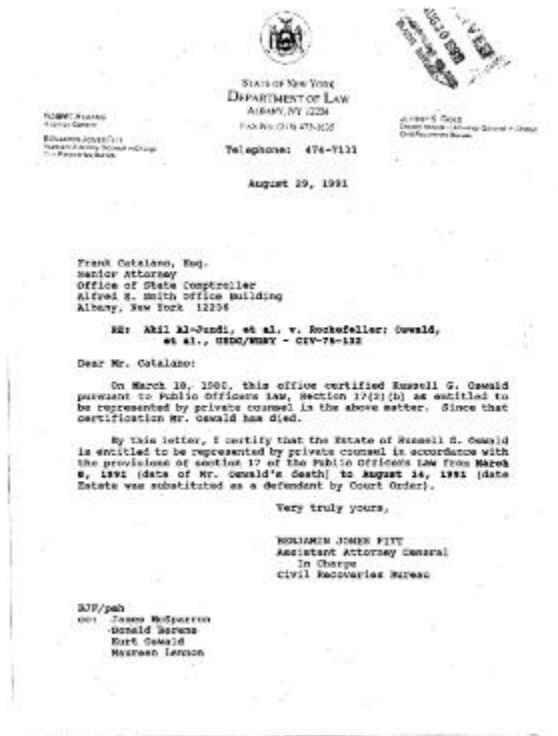 STATE OF NEW YORK
DEPARTMENT OF LAW
ALBANY, NY 12224
Telephone: 474-7131
August 29, 1991
Frank Catalano, Esq.
Senior Attorney
Office of State Comptroller
Alfred E. Smith Office Building
Albany, New York 12236
RE: Akil Al-Jundi, et al. v. Rockefeller; Oswald,
et al., USDC/WDNY - CIV-75-132
Dear Mr. Catalano:
On March 18, this office certified Russell G. Oswald
pursuant to Public Officers Law, Section 17(2)(b) as entitled to
be represented by private counsel in the above matter. Since that
certification Mr. Oswald has died.
By this letter, I certify that the Estate of Russell G. Oswald
is entitled to be represented by private counsel in accordance with
the provisions of section 17 of the Public Officers Law from March
8, 1991 (date of Mr. Oswald's death) to August 14, 1991 (date
Estate was substituted as a defendant by Court Order).
Very truly yours,
BENJAMIN JONES FITT
Assistant Attorney General
In Charge
Civil Recoveries Bureau
BJF/pmh
cc: James McSparron
Donald Berens
Kurt Oswald
Maureen Lennon